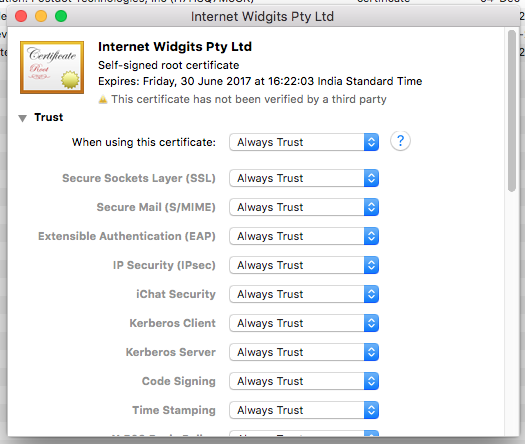 certificate
Internet Widgits Pty Ltd
Certificate
Root
Internet Widgits Pty Ltd
Self-signed root certificate
Expires: Friday, 30 June 2017 at 16:22:03 India Standard Time
This certificate has not been verified by a third party
Trust
When using this certificate: Always Trust ?
Secure Sockets Layer (SSL) Always Trust
Secure Mail (S/MIME) Always Trust
Extensible Authentication (EAP) Always Trust
IP Security (IPsec) Always Trust
iChat Security Always Trust
Kerberos Client Always Trust
Kerberos Server Always Trust
Code Signing Always Trust
Time Stamping Always Trust